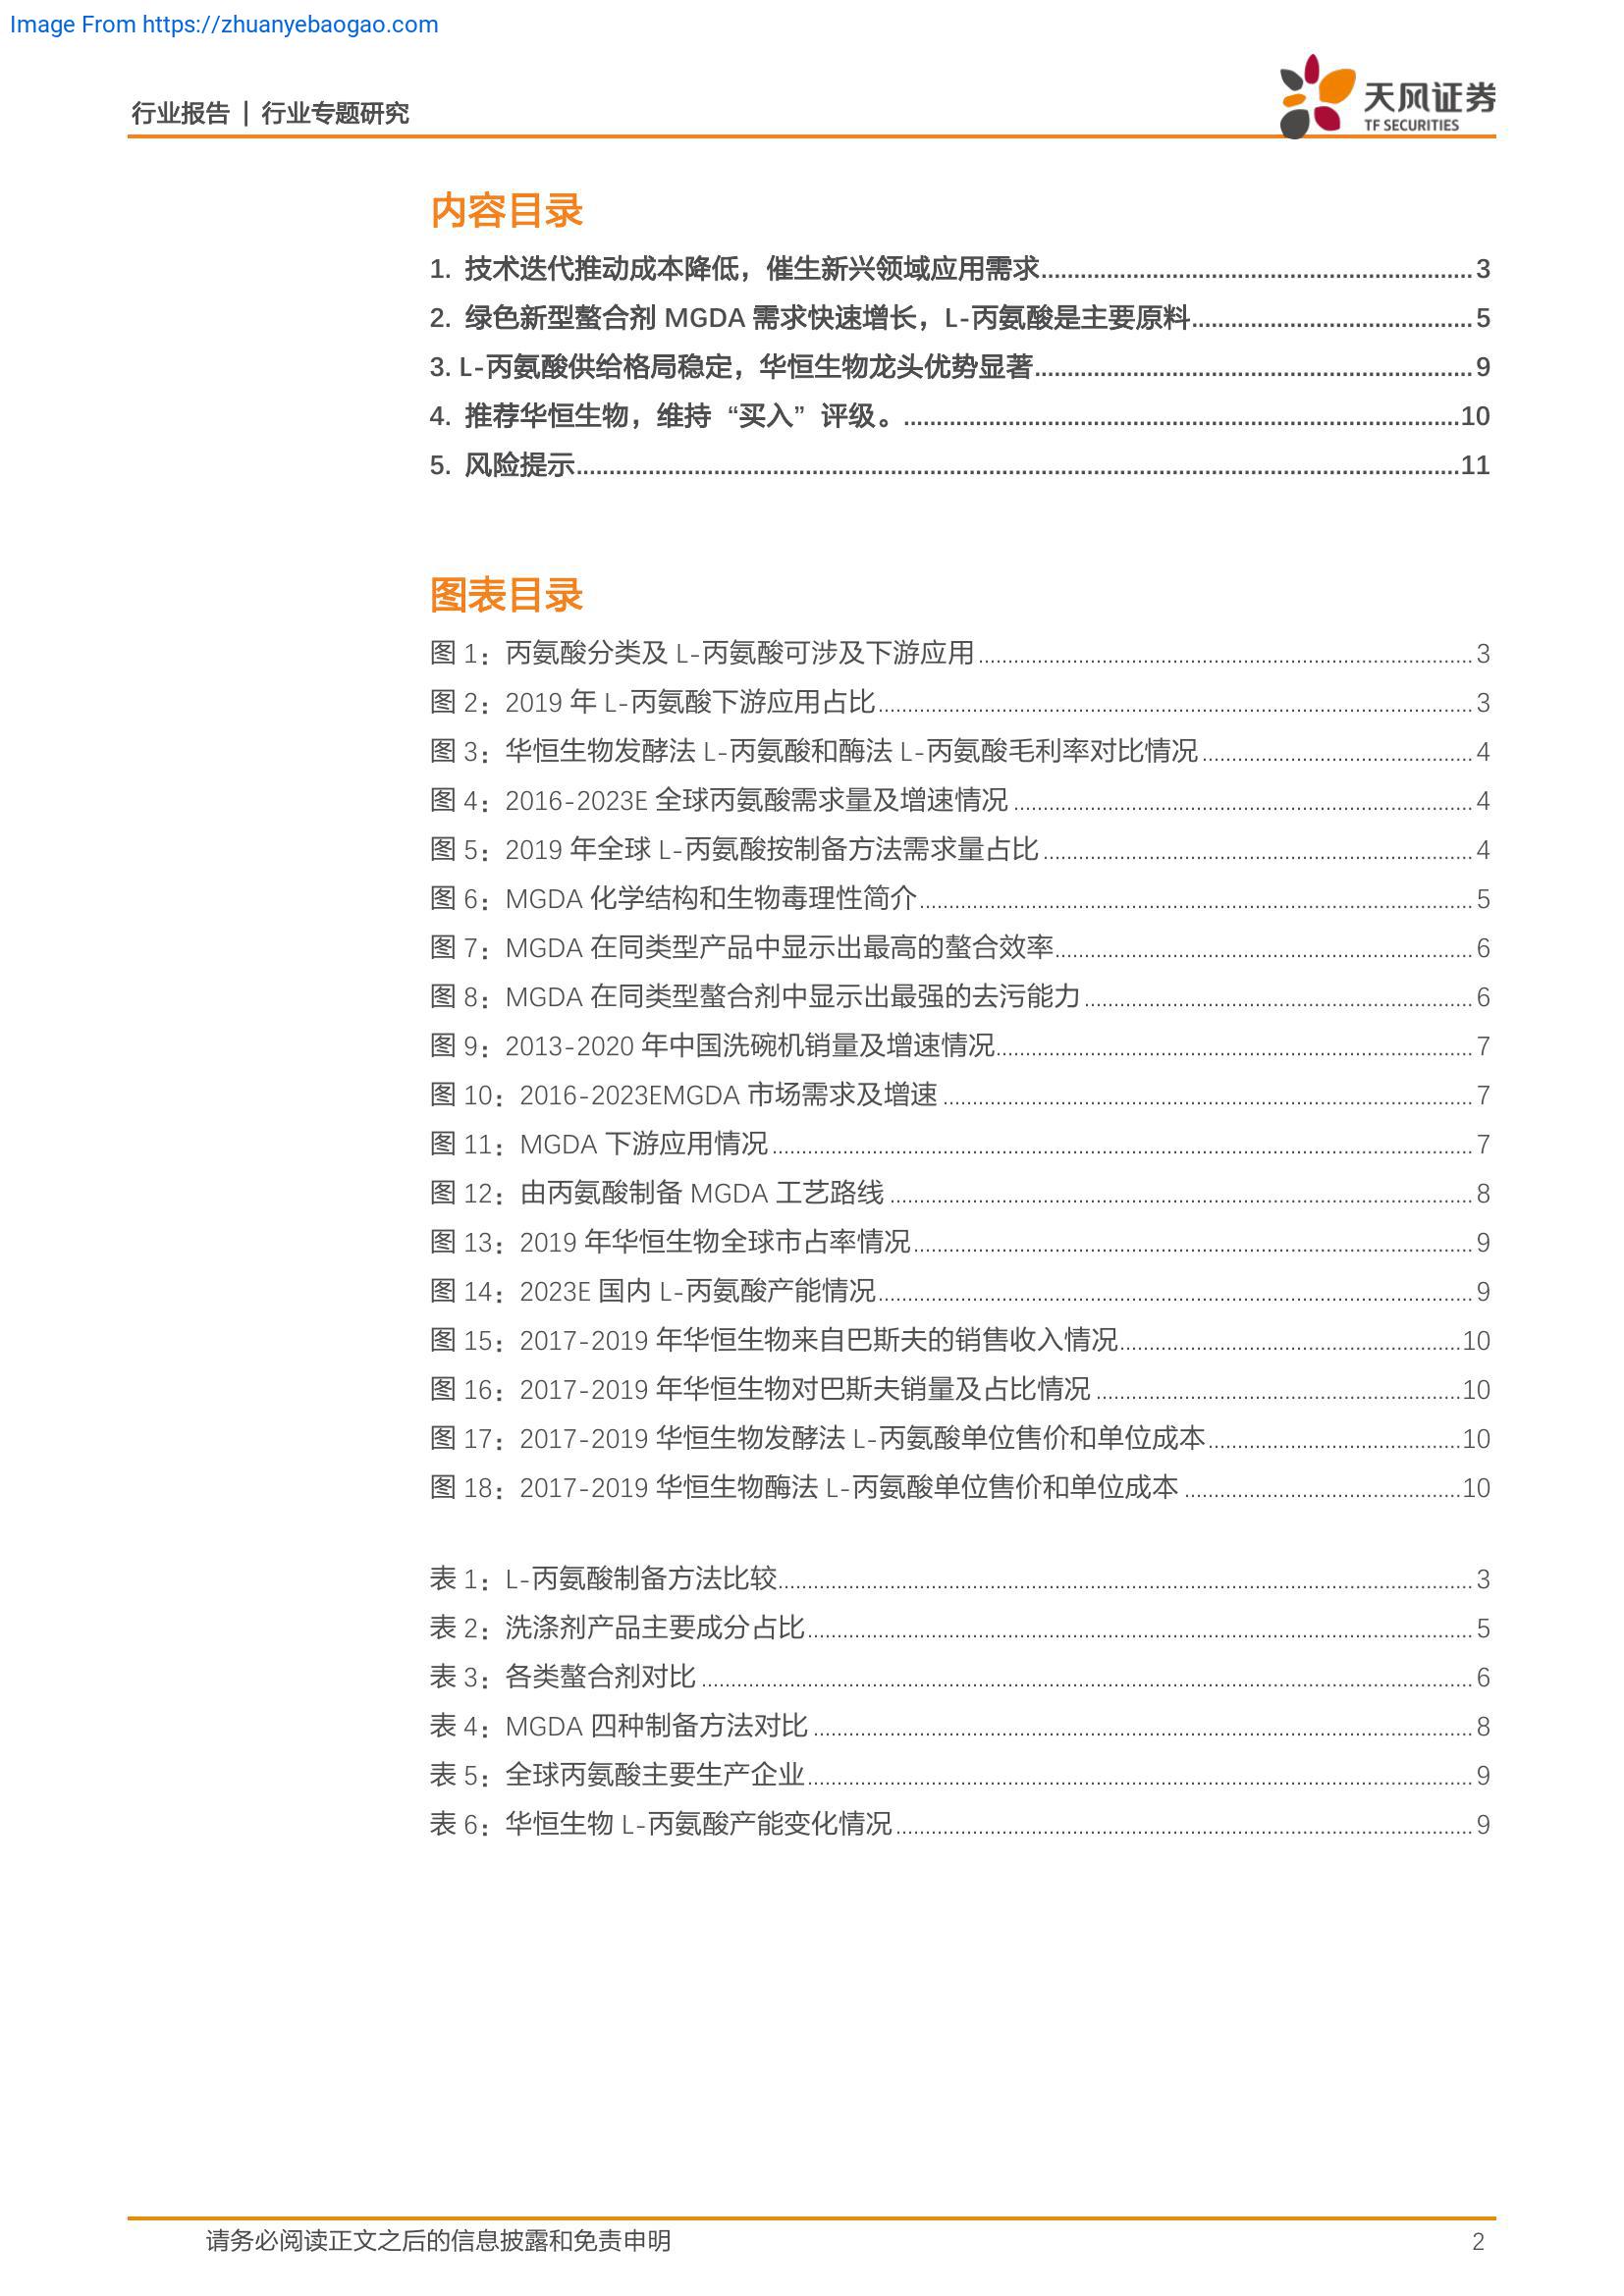 Image From https://zhuanyebaogao.com
行业报告 | 行业专题研究
天风证券
TF SECURITIES
内容目录
1. 技术迭代推动成本降低，催生新兴领域应用需求 3
2. 绿色新型螯合剂 MGDA 需求快速增长，L-丙氨酸是主要原料 5
3. L-丙氨酸供给格局稳定，华恒生物龙头优势显著 9
4. 推荐华恒生物，维持“买入”评级。 10
5. 风险提示 11
图表目录
图 1：丙氨酸分类及 L-丙氨酸可涉及下游应用 3
图 2：2019 年 L-丙氨酸下游应用占比 3
图 3：华恒生物发酵法 L-丙氨酸和酶法 L-丙氨酸毛利率对比情况 4
图 4：2016-2023E 全球丙氨酸需求量及增速情况 4
图 5：2019 年全球 L-丙氨酸按制备方法需求量占比 4
图 6：MGDA 化学结构和生物毒理性简介 5
图 7：MGDA 在同类型产品中显示出最高的螯合效率 6
图 8：MGDA 在同类型螯合剂中显示出最强的去污能力 6
图 9：2013-2020 年中国洗碗机销量及增速情况 7
图 10：2016-2023EMGDA 市场需求及增速 7
图 11：MGDA 下游应用情况 7
图 12：由丙氨酸制备 MGDA 工艺路线 8
图 13：2019 年华恒生物全球市占率情况 9
图 14：2023E 国内 L-丙氨酸产能情况 9
图 15：2017-2019 年华恒生物来自巴斯夫的销售收入情况 10
图 16：2017-2019 年华恒生物对巴斯夫销量及占比情况 10
图 17：2017-2019 华恒生物发酵法 L-丙氨酸单位售价和单位成本 10
图 18：2017-2019 华恒生物酶法 L-丙氨酸单位售价和单位成本 10
表 1：L-丙氨酸制备方法比较 3
表 2：洗涤剂产品主要成分占比 5
表 3：各类螯合剂对比 6
表 4：MGDA 四种制备方法对比 8
表 5：全球丙氨酸主要生产企业 9
表 6：华恒生物 L-丙氨酸产能变化情况 9
请务必阅读正文之后的信息披露和免责申明 2